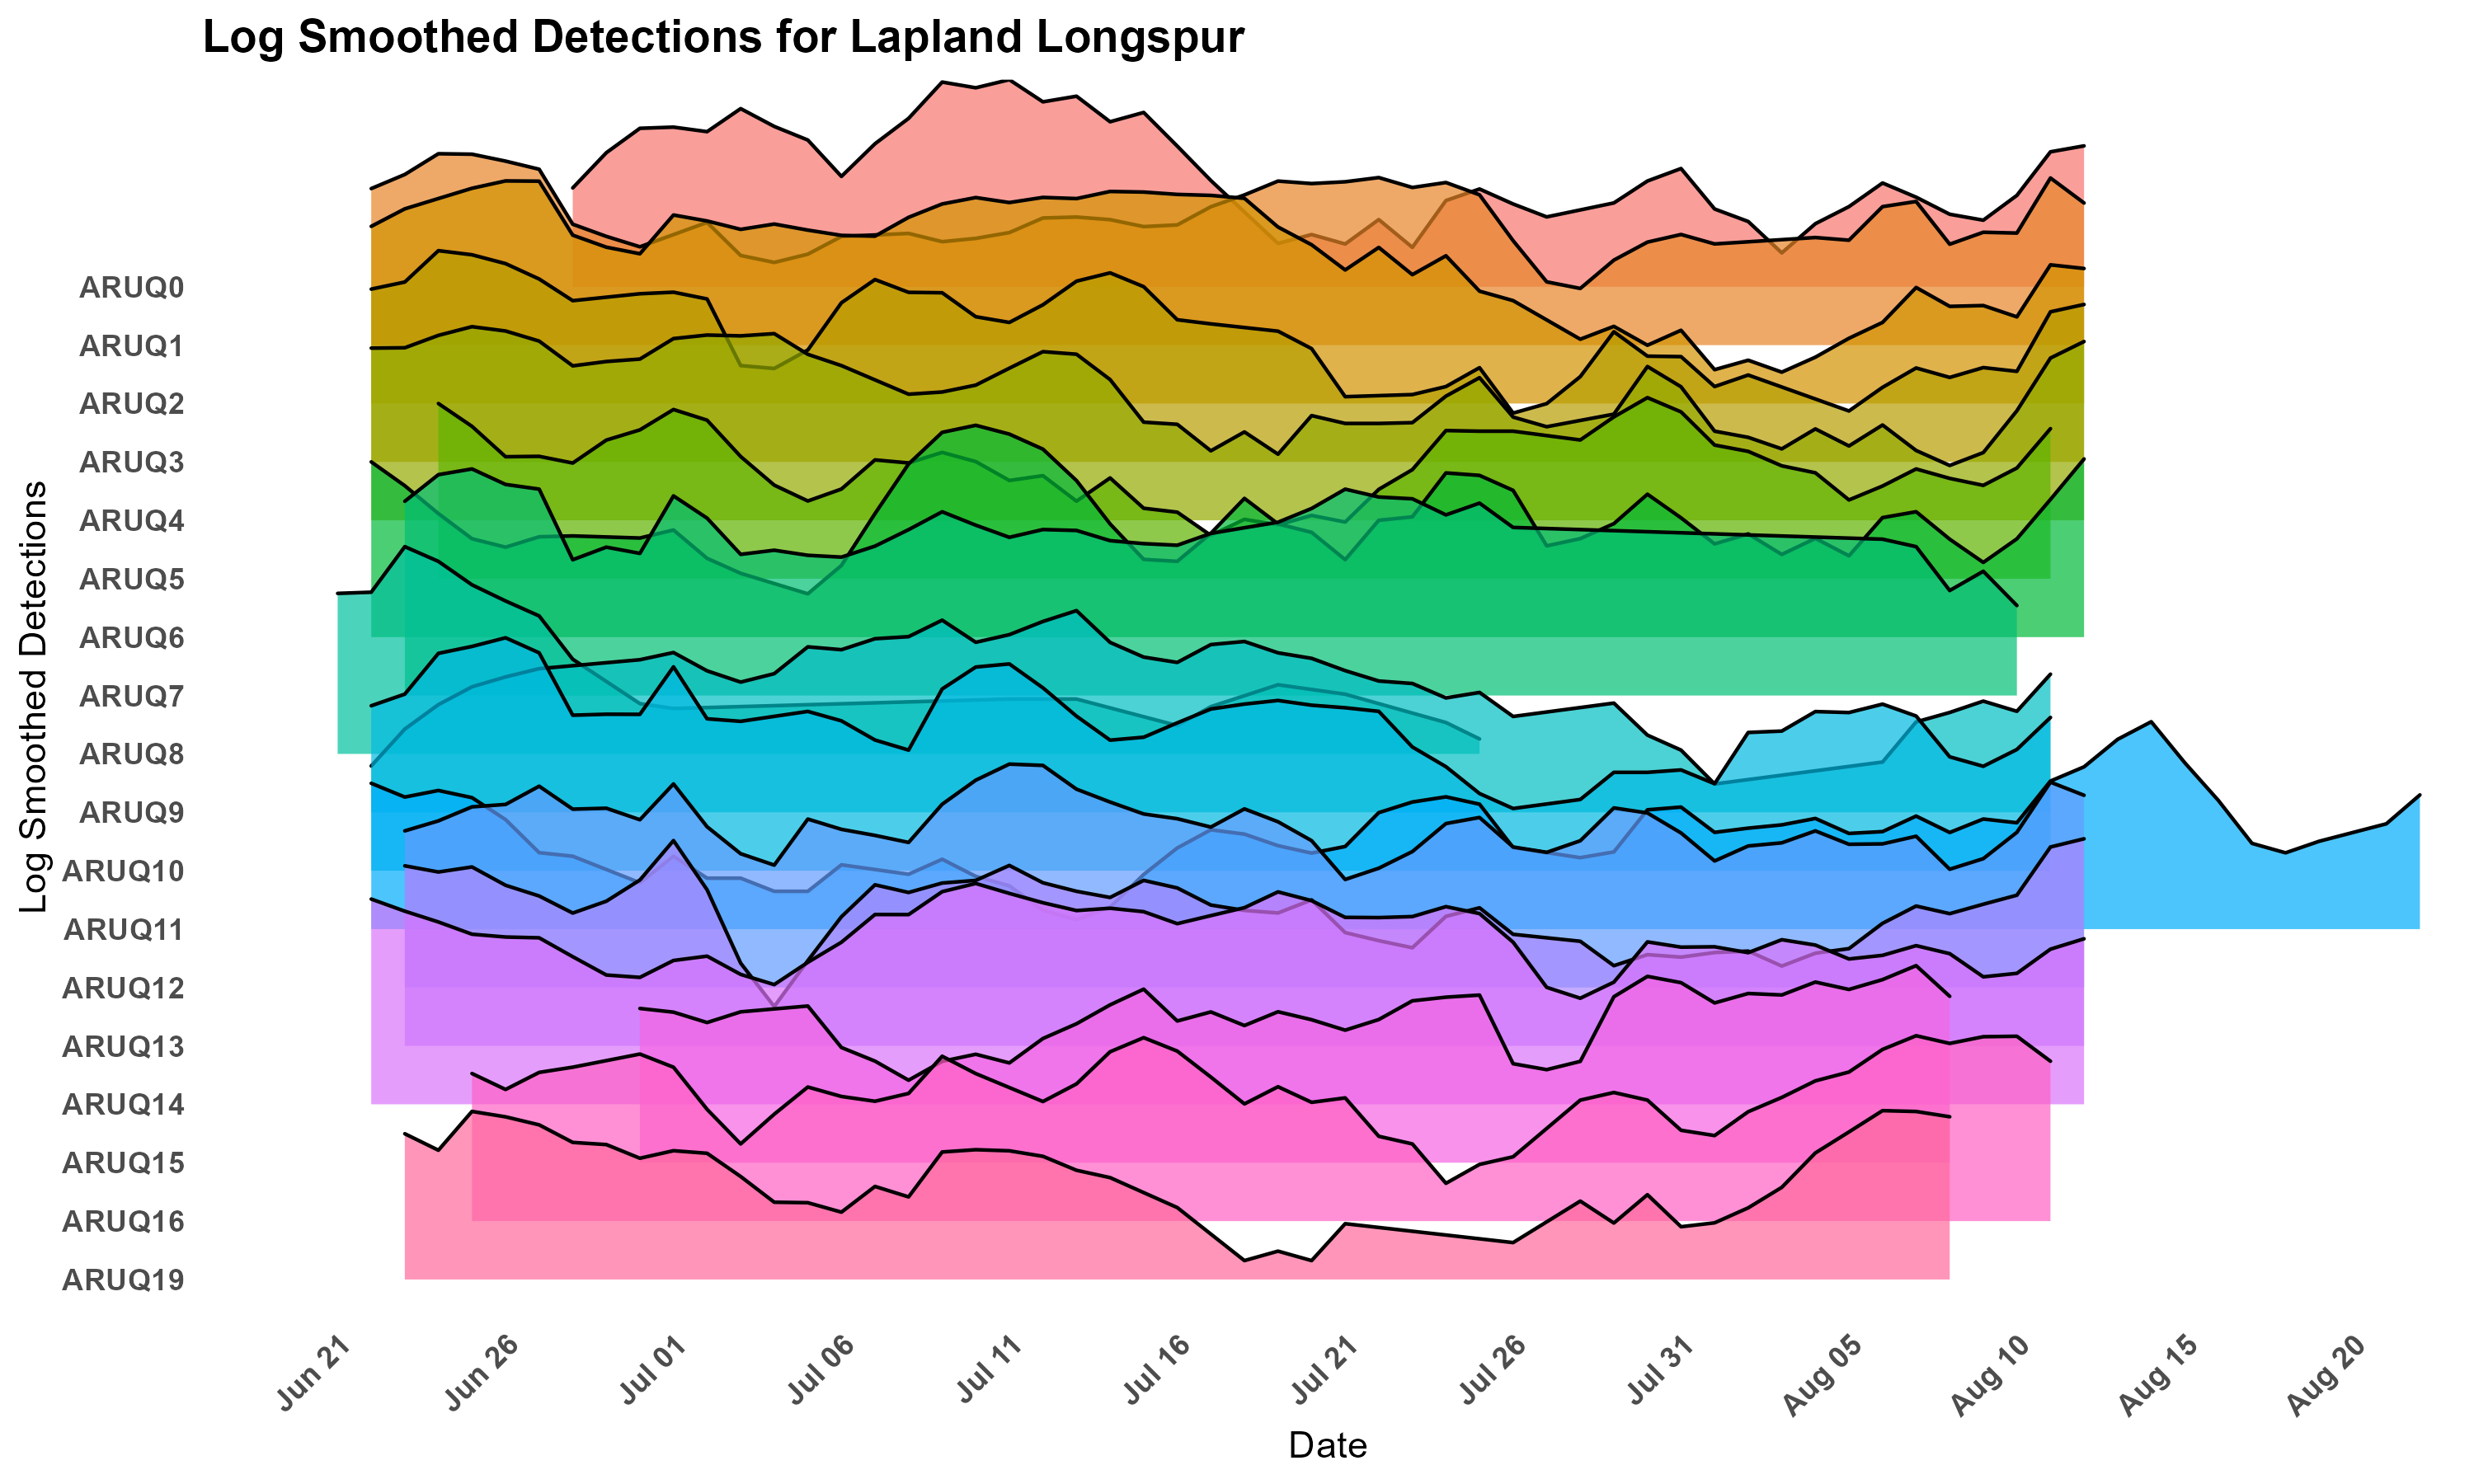 Log Smoothed Detections for Lapland Longspur
Log Smoothed Detections
ARUQ0
ARUQ1
ARUQ2
ARUQ3
ARUQ4
ARUQ5
ARUQ6
ARUQ7
ARUQ8
ARUQ9
ARUQ10
ARUQ11
ARUQ12
ARUQ13
ARUQ14
ARUQ15
ARUQ16
ARUQ19
Jun 21
Jun 26
Jul 01
Jul 06
Jul 11
Jul 16
Jul 21
Jul 26
Jul 31
Aug 05
Aug 10
Aug 15
Aug 20
Date